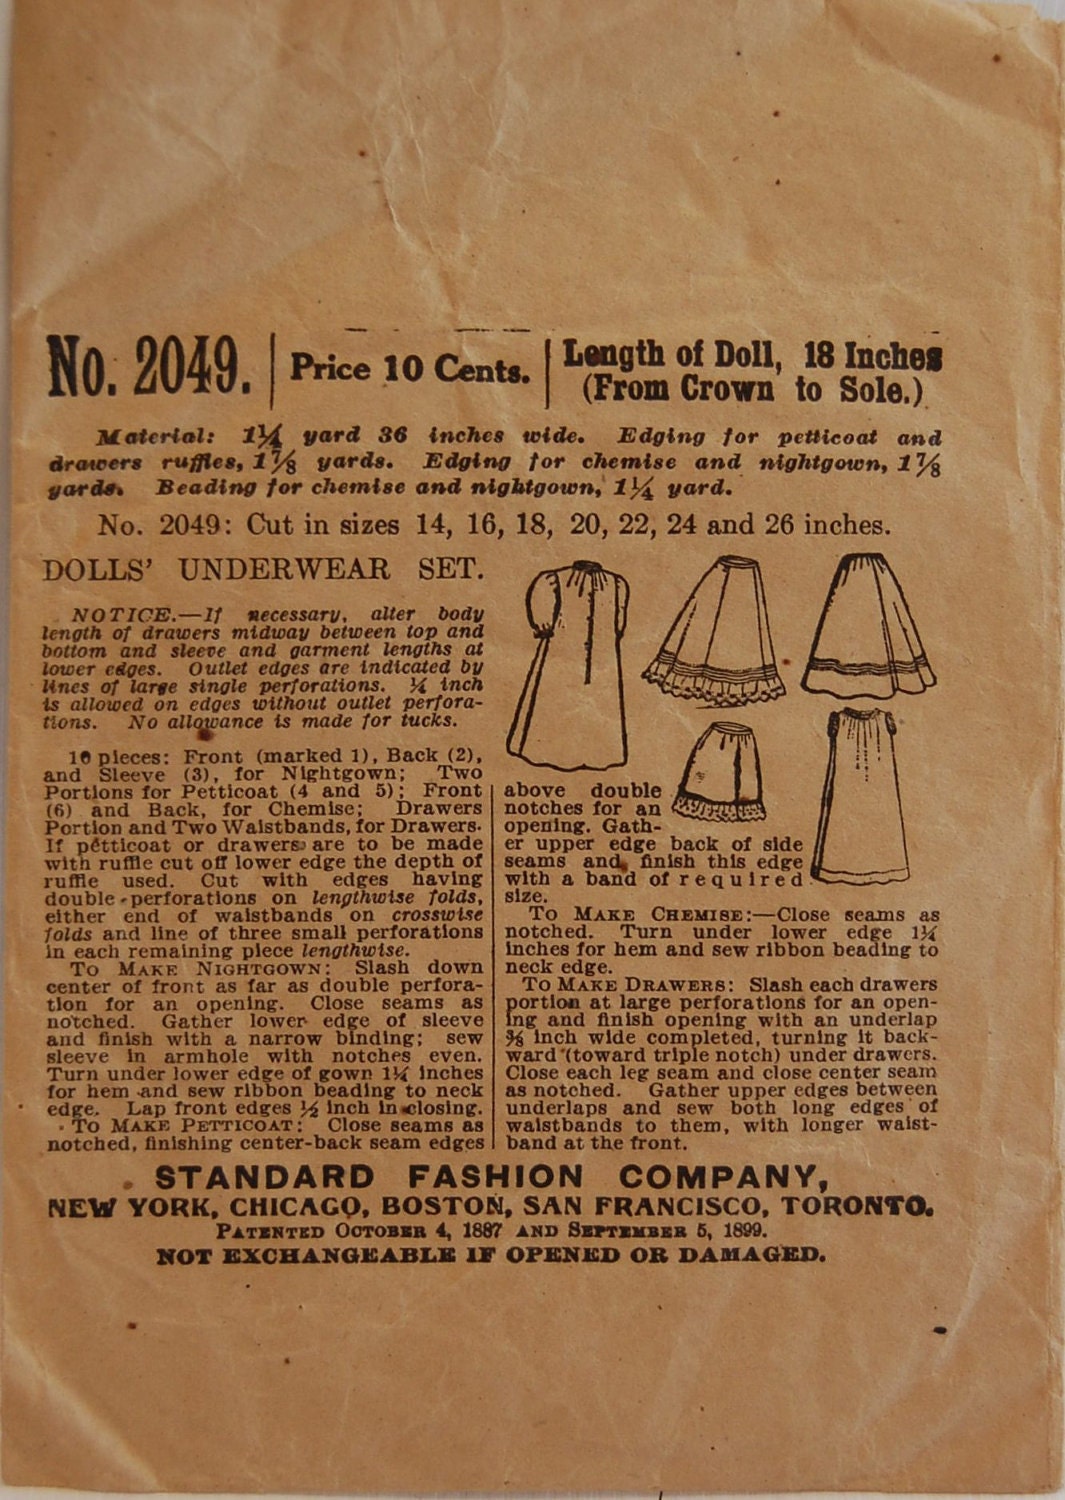 No. 2049.
Price 10 Cents.
Length of Doll, 18 Inches
(From Crown to Sole.)
Material: 1¼ yard 36 inches wide. Edging for petticoat and
drawers ruffles, 1⅞ yards. Edging for chemise and nightgown, 1⅞
yards. Beading for chemise and nightgown, 1¼ yard.
No. 2049: Cut in sizes 14, 16, 18, 20, 22, 24 and 26 inches.
DOLLS' UNDERWEAR SET.
NOTICE.—If necessary, alter body
length of drawers midway between top and
bottom and sleeve and garment lengths at
lower edges. Outlet edges are indicated by
lines of large single perforations. ¼ inch
is allowed on edges without outlet perfora-
tions. No allowance is made for tucks.
10 pieces: Front (marked 1), Back (2),
and Sleeve (3), for Nightgown; Two
Portions for Petticoat (4 and 5); Front
(6) and Back, for Chemise; Drawers
Portion and Two Waistbands, for Drawers.
If petticoat or drawers are to be made
with ruffle cut off lower edge the depth of
ruffle used. Cut with edges having
double perforations on lengthwise folds,
either end of waistbands on crosswise
folds and line of three small perforations
in each remaining piece lengthwise.
TO MAKE NIGHTGOWN: Slash down
center of front as far as double perfora-
tion for an opening. Close seams as
notched. Gather lower edge of sleeve
and finish with a narrow binding; sew
sleeve in armhole with notches even.
Turn under lower edge of gown 1¼ inches
for hem and sew ribbon beading to neck
edge. Lap front edges ½ inch in closing.
TO MAKE PETTICOAT: Close seams as
notched, finishing center-back seam edges
above double
notches for an
opening. Gath-
er upper edge back of side
seams and finish this edge
with a band of required
size.
TO MAKE CHEMISE:—Close seams as
notched. Turn under lower edge 1¼
inches for hem and sew ribbon beading to
neck edge.
TO MAKE DRAWERS: Slash each drawers
portion at large perforations for an open-
ing and finish opening with an underlap
⅜ inch wide completed, turning it back-
ward (toward triple notch) under drawers.
Close each leg seam and close center seam
as notched. Gather upper edges between
underlaps and sew both long edges of
waistbands to them, with longer waist-
band at the front.
STANDARD FASHION COMPANY,
NEW YORK, CHICAGO, BOSTON, SAN FRANCISCO, TORONTO.
PATENTED OCTOBER 4, 1887 AND SEPTEMBER 5, 1899.
NOT EXCHANGEABLE IF OPENED OR DAMAGED.